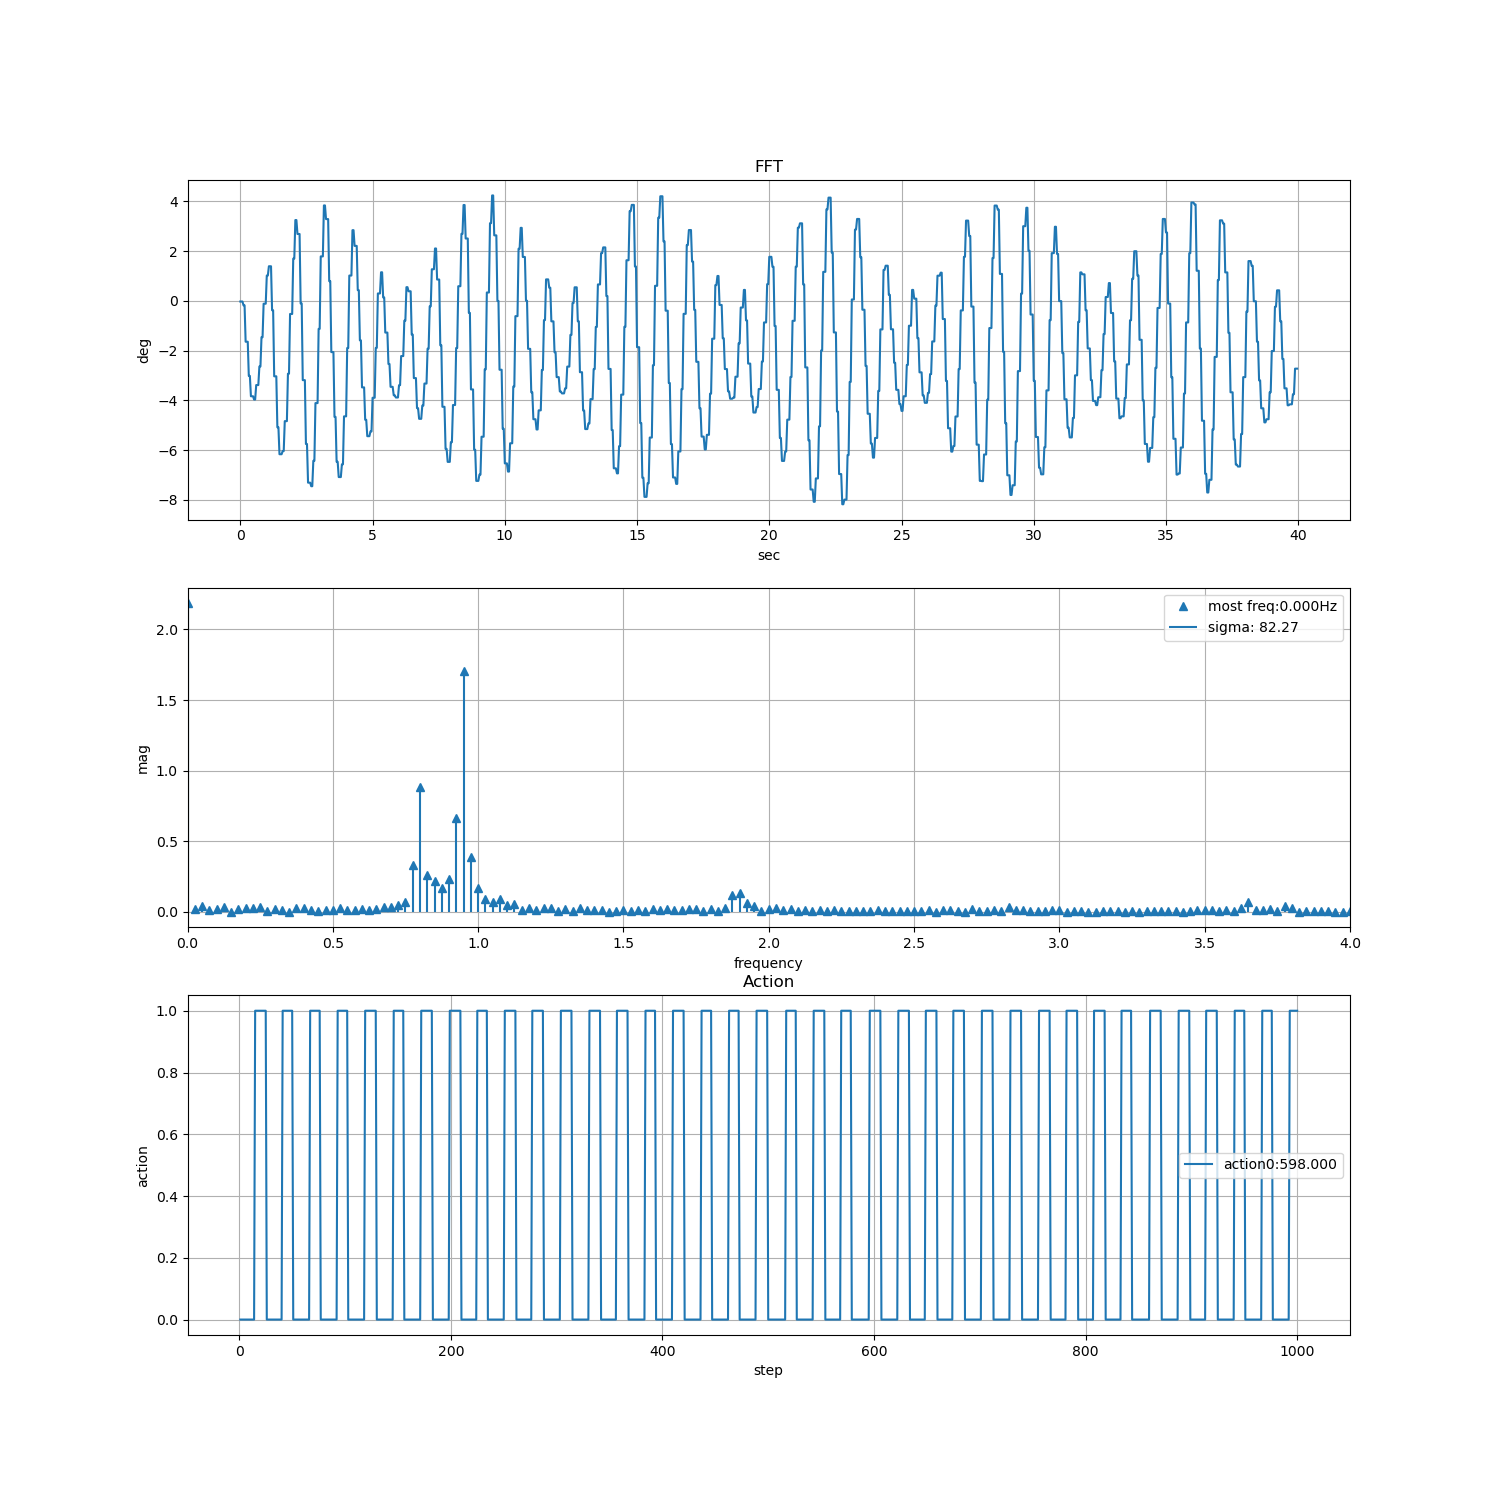 FFT
4
2
0
−2
−4
−6
−8
deg
0 5 10 15 20 25 30 35 40
sec
2.0
1.5
1.0
0.5
0.0
mag
most freq:0.000Hz
sigma: 82.27
0.0 0.5 1.0 1.5 2.0 2.5 3.0 3.5 4.0
frequency
Action
1.0
0.8
0.6
0.4
0.2
0.0
action
action0:598.000
0 200 400 600 800 1000
step